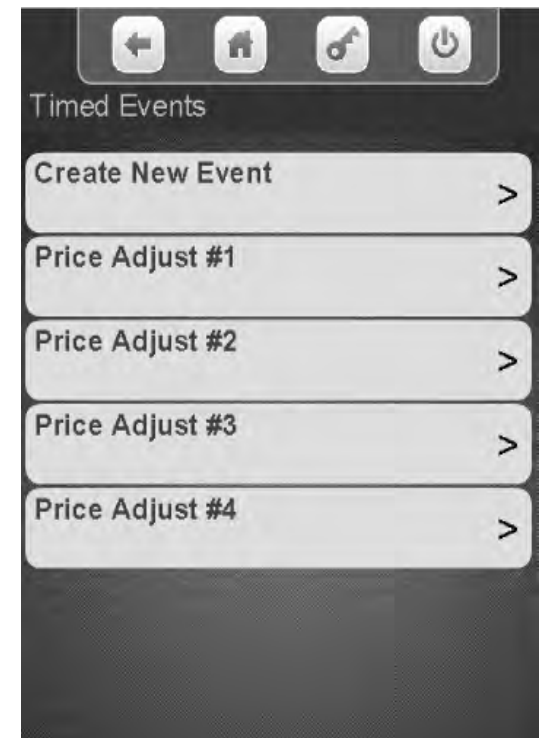 Timed Events
Create New Event
>
Price Adjust #1
>
Price Adjust #2
>
Price Adjust #3
>
Price Adjust #4
>